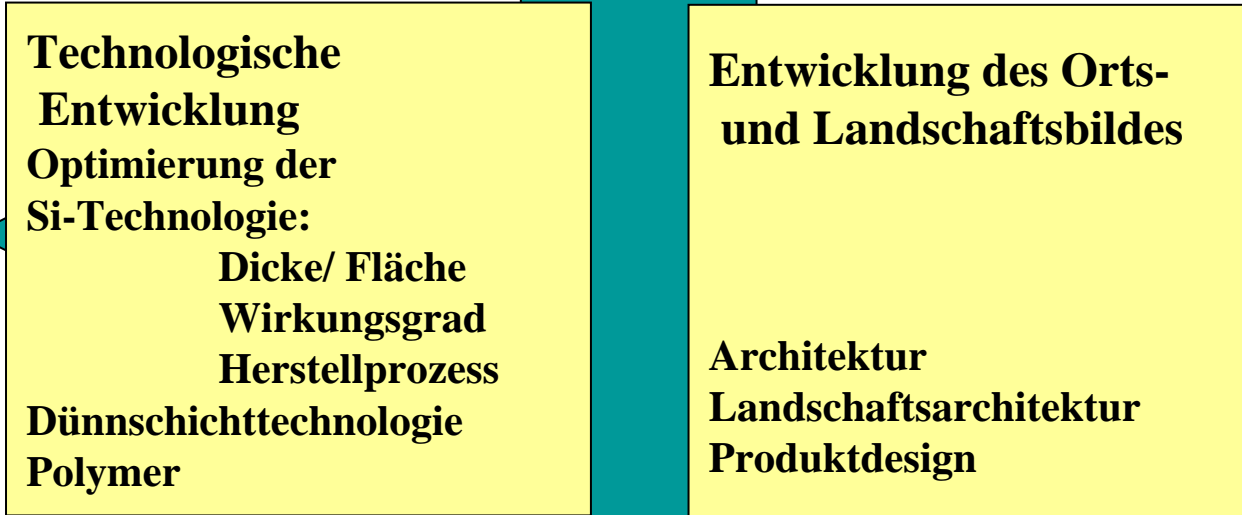 Technologische
Entwicklung
Optimierung der
Si-Technologie:
Dicke/ Fläche
Wirkungsgrad
Herstellprozess
Dünnschichttechnologie
Polymer
Entwicklung des Orts-
und Landschaftsbildes
Architektur
Landschaftsarchitektur
Produktdesign